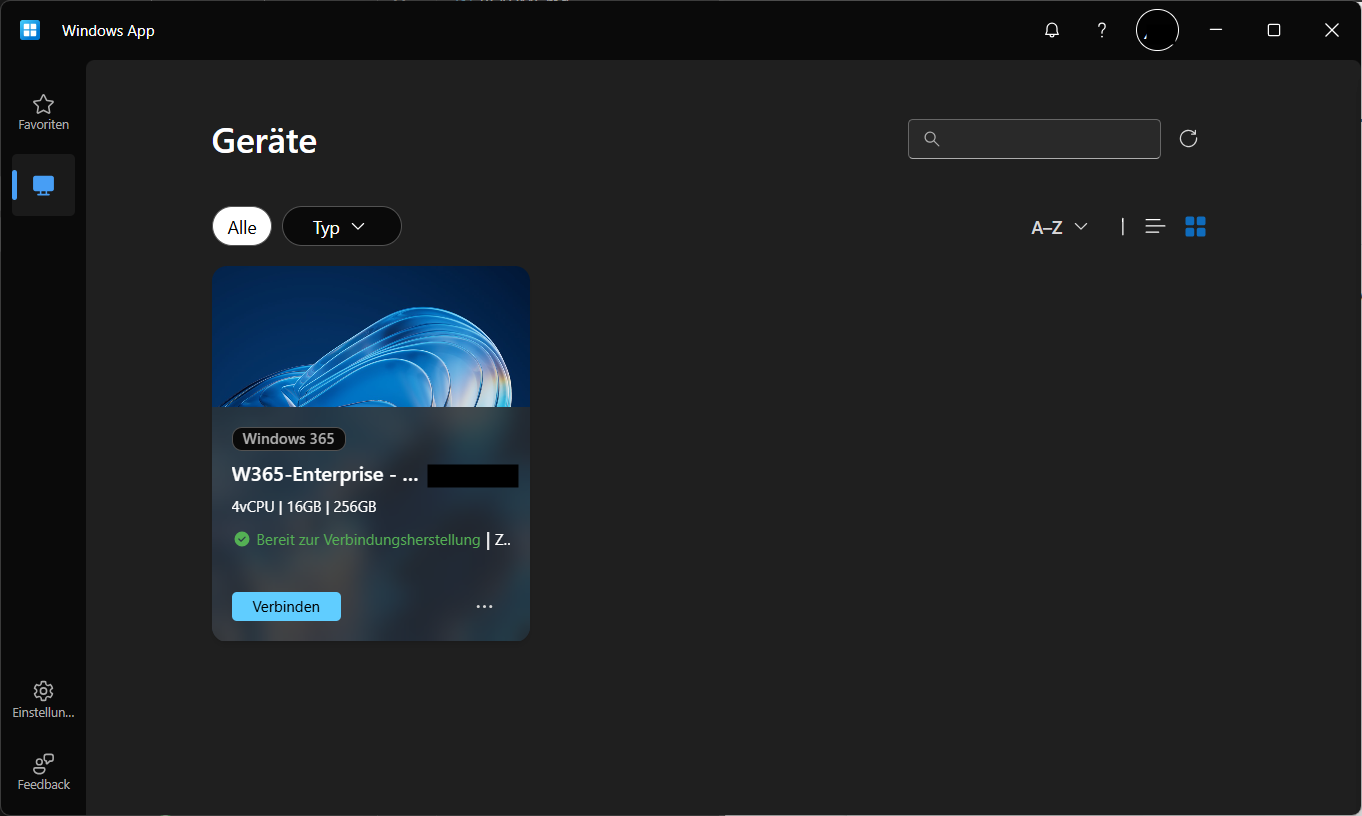 Windows App
?
Favoriten
Geräte
Alle
Typ
A–Z
Windows 365
W365-Enterprise - ...
4vCPU | 16GB | 256GB
Bereit zur Verbindungsherstellung | Z..
Verbinden
Einstellun...
Feedback